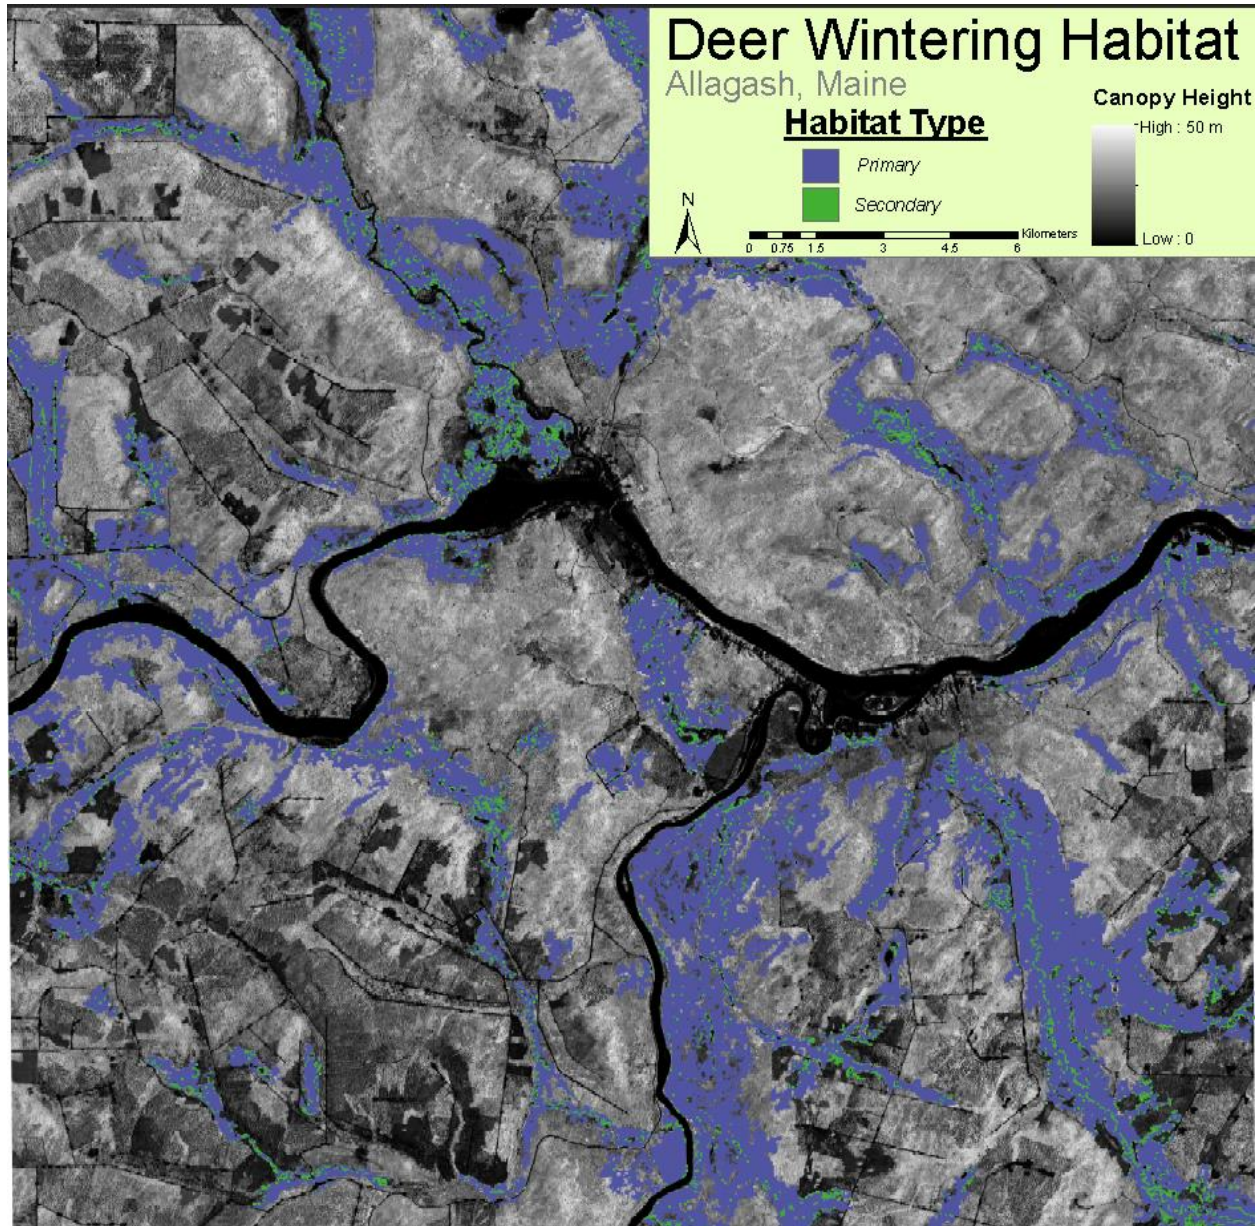 Deer Wintering Habitat
Allagash, Maine
Habitat Type
Primary
Secondary
N
0 0.75 1.5 3 4.5 6 Kilometers
Canopy Height
High : 50 m
Low : 0